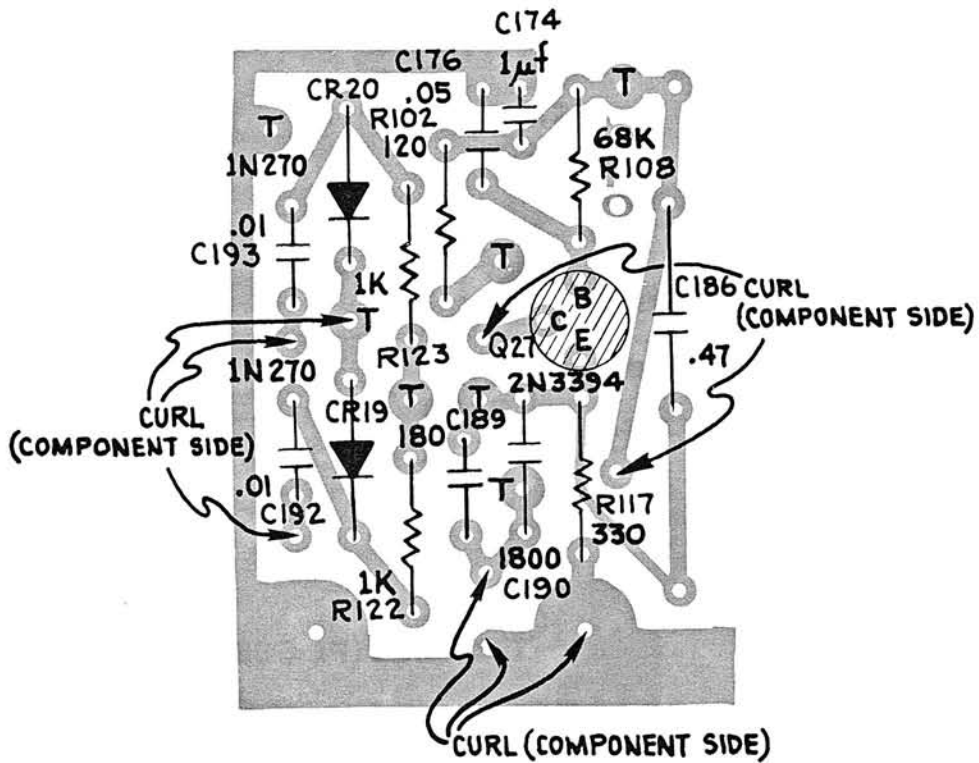 C174
1µf
C176
.05
CR20
R102
120
T
T
1N270
68K
R108
.01
C193
T
1K
T
B
C
E
Q27
C186
.47
CURL
(COMPONENT SIDE)
R123
1N270
2N3394
CR19
T
T
C189
180
CURL
(COMPONENT SIDE)
.01
C192
T
R117
330
1800
C190
1K
R122
CURL (COMPONENT SIDE)